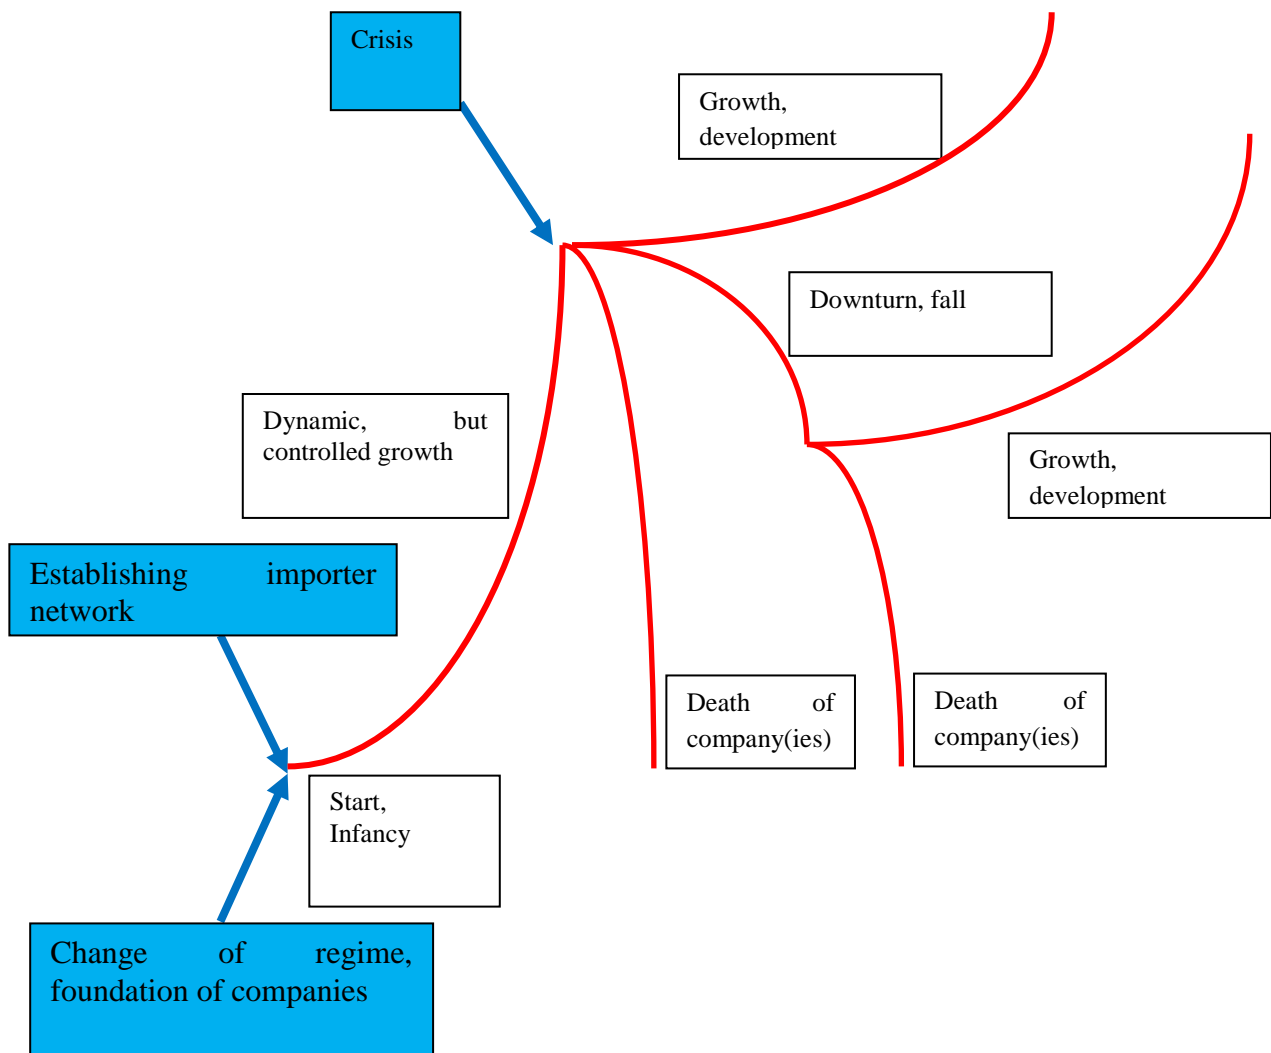 Crisis
Growth,
development
Downturn, fall
Dynamic, but
controlled growth
Growth,
development
Establishing importer
network
Death of
company(ies)
Death of
company(ies)
Start,
Infancy
Change of regime,
foundation of companies